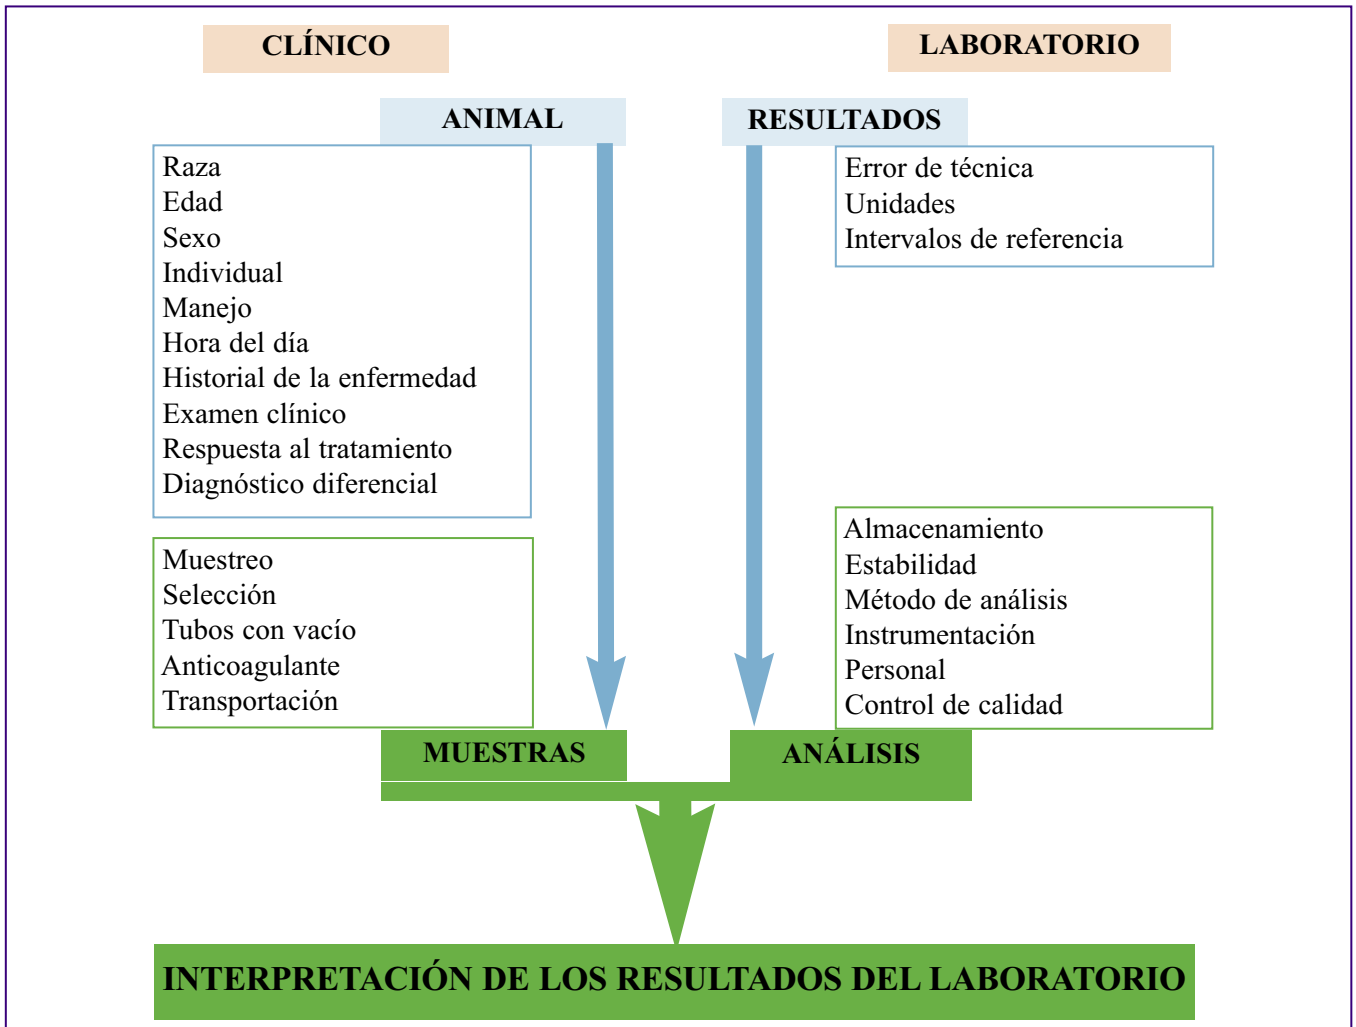 CLÍNICO
LABORATORIO
ANIMAL
RESULTADOS
Raza
Edad
Sexo
Individual
Manejo
Hora del día
Historial de la enfermedad
Examen clínico
Respuesta al tratamiento
Diagnóstico diferencial
Error de técnica
Unidades
Intervalos de referencia
Muestreo
Selección
Tubos con vacío
Anticoagulante
Transportación
Almacenamiento
Estabilidad
Método de análisis
Instrumentación
Personal
Control de calidad
MUESTRAS
ANÁLISIS
INTERPRETACIÓN DE LOS RESULTADOS DEL LABORATORIO